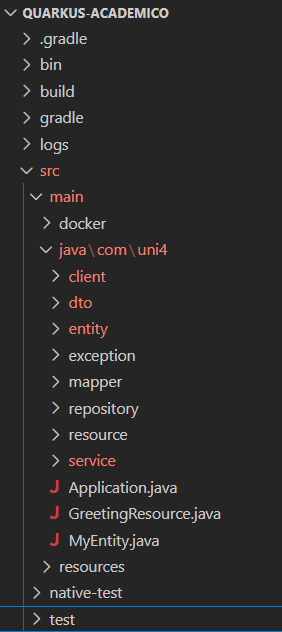 QUARKUS-ACADEMICO
.gradle
bin
build
gradle
logs
src
main
docker
java\com\uni4
client
dto
entity
exception
mapper
repository
resource
service
J Application.java
J GreetingResource.java
J MyEntity.java
resources
native-test
test